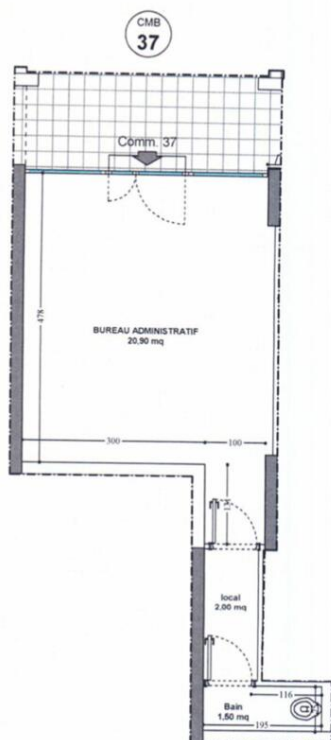 CMB
37
Comm. 37
478
BUREAU ADMINISTRATIF
20,90 mq
300
100
local
2,00 mq
116
Bain
1,50 mq
195